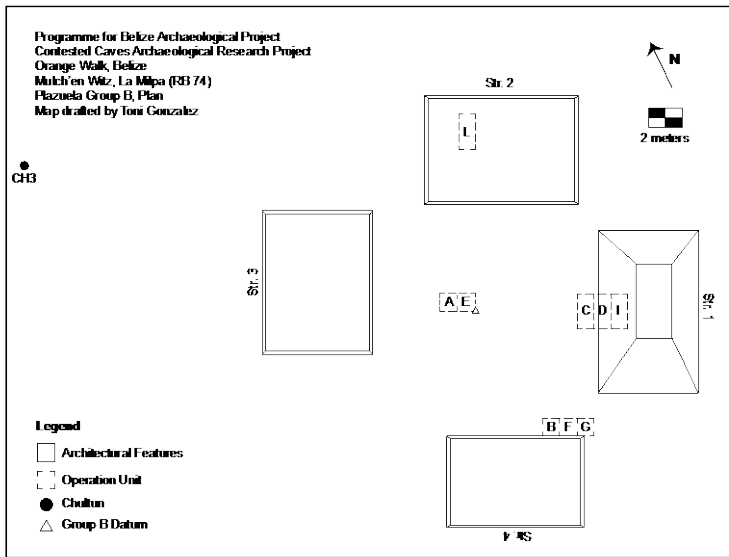 Programme for Belize Archaeological Project
Contested Caves Archaeological Research Project
Orange Walk, Belize
Mulch'en Witz, La Milpa (RB 74)
Plazuela Group B, Plan
Map drafted by Toni Gonzalez
N
2 meters
CH3
Str. 2
L
Str. 3
A E
C D I
Str. 1
B F G
Str. 4
Legend
Architectural Features
Operation Unit
Chultun
Group B Datum